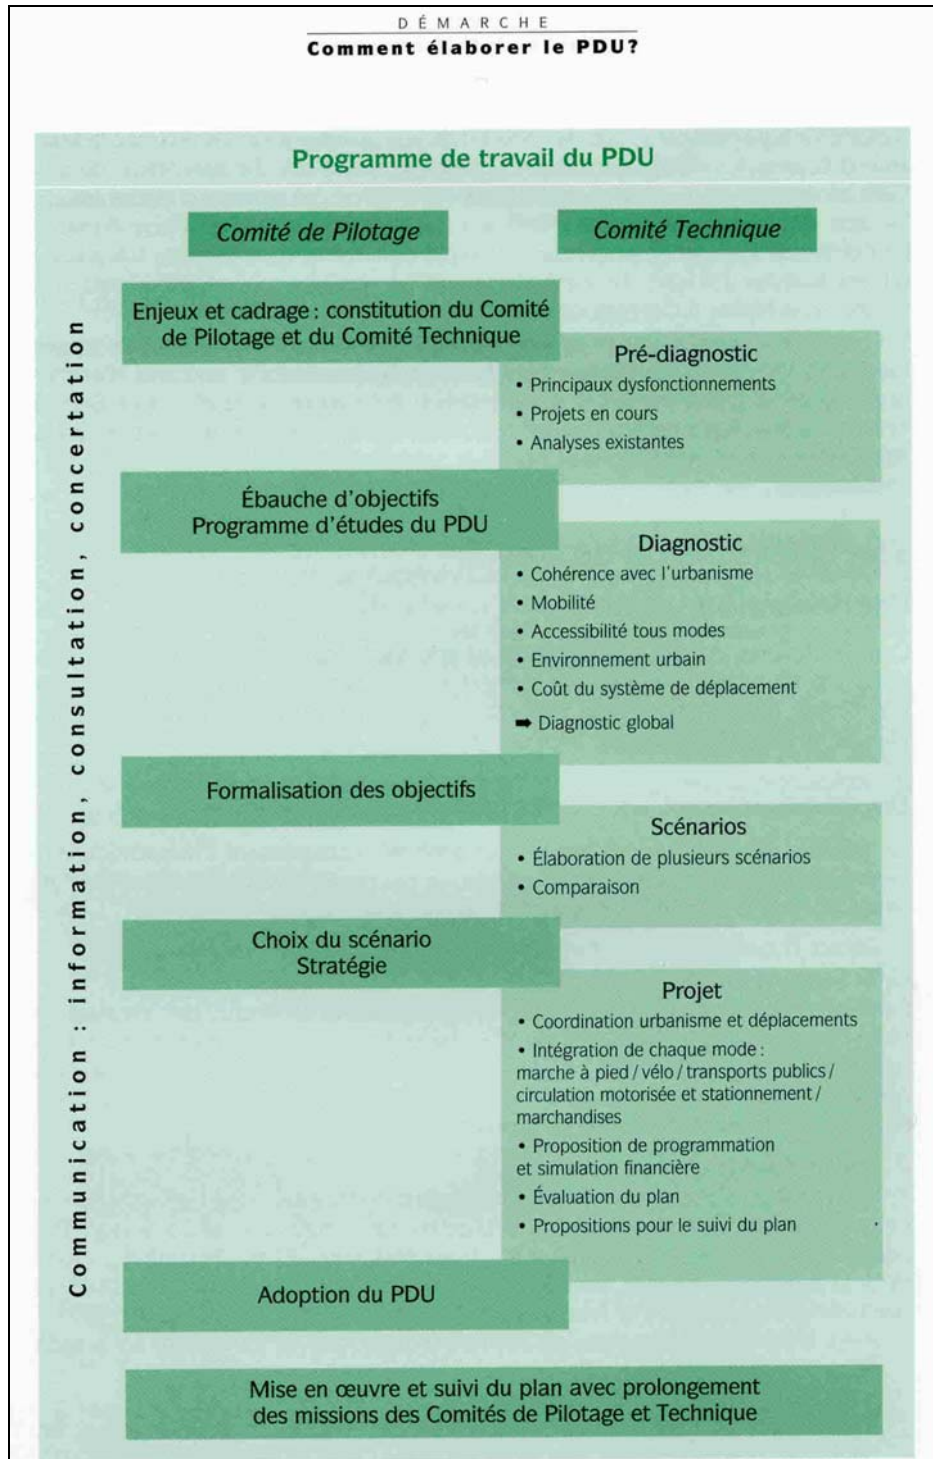 DÉMARCHE
Comment élaborer le PDU?
Programme de travail du PDU
Comité de Pilotage
Comité Technique
Communication : information, consultation, concertation
Enjeux et cadrage : constitution du Comité
de Pilotage et du Comité Technique
Pré-diagnostic
• Principaux dysfonctionnements
• Projets en cours
• Analyses existantes
Ébauche d'objectifs
Programme d'études du PDU
Diagnostic
• Cohérence avec l'urbanisme
• Mobilité
• Accessibilité tous modes
• Environnement urbain
• Coût du système de déplacement
➡ Diagnostic global
Formalisation des objectifs
Scénarios
• Élaboration de plusieurs scénarios
• Comparaison
Choix du scénario
Stratégie
Projet
• Coordination urbanisme et déplacements
• Intégration de chaque mode :
marche à pied / vélo / transports publics /
circulation motorisée et stationnement /
marchandises
• Proposition de programmation
et simulation financière
• Évaluation du plan
• Propositions pour le suivi du plan
Adoption du PDU
Mise en œuvre et suivi du plan avec prolongement
des missions des Comités de Pilotage et Technique